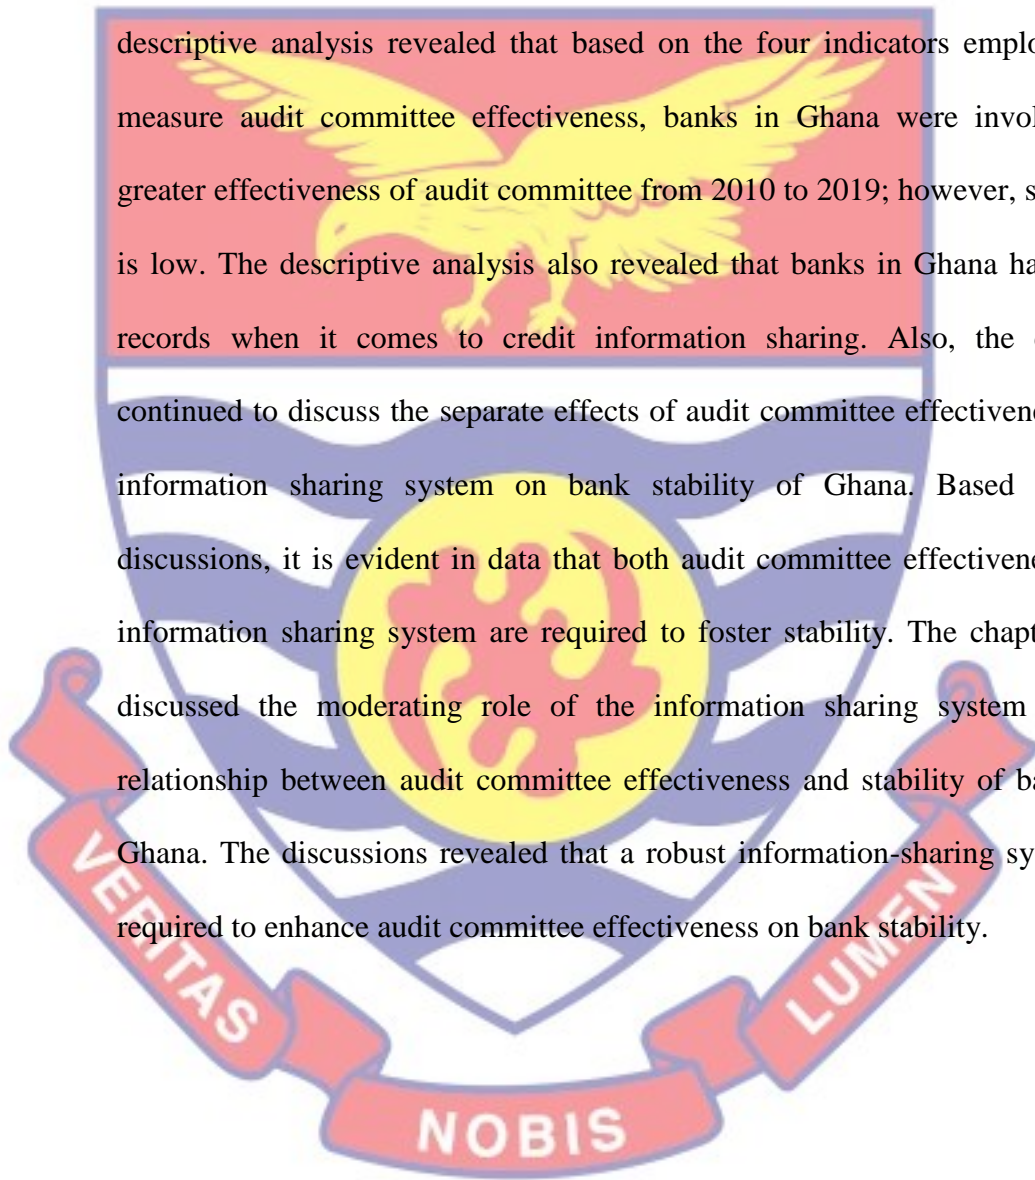 descriptive analysis revealed that based on the four indicators emplo
measure audit committee effectiveness, banks in Ghana were invol
greater effectiveness of audit committee from 2010 to 2019; however, s
is low. The descriptive analysis also revealed that banks in Ghana ha
records when it comes to credit information sharing. Also, the
continued to discuss the separate effects of audit committee effectivene
information sharing system on bank stability of Ghana. Based
discussions, it is evident in data that both audit committee effectivene
information sharing system are required to foster stability. The chapt
discussed the moderating role of the information sharing system
relationship between audit committee effectiveness and stability of ba
Ghana. The discussions revealed that a robust information-sharing sy
required to enhance audit committee effectiveness on bank stability.
VERITAS
NOBIS
LUMEN